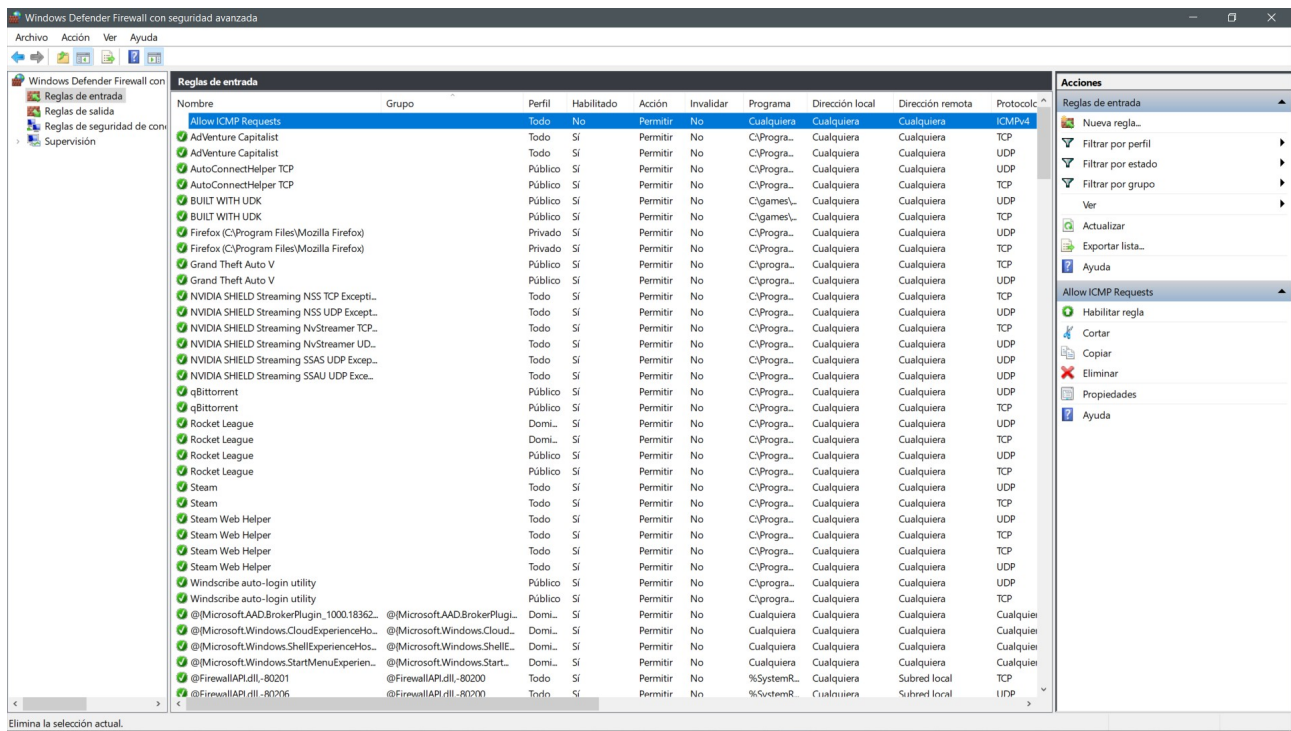 Windows Defender Firewall con seguridad avanzada
Archivo Acción Ver Ayuda
Windows Defender Firewall con
Reglas de entrada
Reglas de salida
Reglas de seguridad de con
Supervisión
Reglas de entrada
Nombre Grupo Perfil Habilitado Acción Invalidar Programa Dirección local Dirección remota Protocolo
Allow ICMP Requests Todo No Permitir No Cualquiera Cualquiera Cualquiera ICMPv4
AdVenture Capitalist Todo Sí Permitir No C:\Progra... Cualquiera Cualquiera TCP
AdVenture Capitalist Todo Sí Permitir No C:\Progra... Cualquiera Cualquiera UDP
AutoConnectHelper TCP Público Sí Permitir No C:\Progra... Cualquiera Cualquiera UDP
AutoConnectHelper TCP Público Sí Permitir No C:\Progra... Cualquiera Cualquiera TCP
BUILT WITH UDK Público Sí Permitir No C:\games\... Cualquiera Cualquiera UDP
BUILT WITH UDK Público Sí Permitir No C:\games\... Cualquiera Cualquiera TCP
Firefox (C:\Program Files\Mozilla Firefox) Privado Sí Permitir No C:\Progra... Cualquiera Cualquiera UDP
Firefox (C:\Program Files\Mozilla Firefox) Privado Sí Permitir No C:\Progra... Cualquiera Cualquiera TCP
Grand Theft Auto V Público Sí Permitir No C:\progra... Cualquiera Cualquiera TCP
Grand Theft Auto V Público Sí Permitir No C:\progra... Cualquiera Cualquiera UDP
NVIDIA SHIELD Streaming NSS TCP Excepti... Todo Sí Permitir No C:\Progra... Cualquiera Cualquiera TCP
NVIDIA SHIELD Streaming NSS UDP Except... Todo Sí Permitir No C:\Progra... Cualquiera Cualquiera UDP
NVIDIA SHIELD Streaming NvStreamer TCP... Todo Sí Permitir No C:\Progra... Cualquiera Cualquiera TCP
NVIDIA SHIELD Streaming NvStreamer UD... Todo Sí Permitir No C:\Progra... Cualquiera Cualquiera UDP
NVIDIA SHIELD Streaming SSAS UDP Excep... Todo Sí Permitir No C:\Progra... Cualquiera Cualquiera UDP
NVIDIA SHIELD Streaming SSAU UDP Exce... Todo Sí Permitir No C:\Progra... Cualquiera Cualquiera UDP
qBittorrent Público Sí Permitir No C:\Progra... Cualquiera Cualquiera UDP
qBittorrent Público Sí Permitir No C:\Progra... Cualquiera Cualquiera TCP
Rocket League Domi... Sí Permitir No C:\Progra... Cualquiera Cualquiera UDP
Rocket League Domi... Sí Permitir No C:\Progra... Cualquiera Cualquiera TCP
Rocket League Público Sí Permitir No C:\Progra... Cualquiera Cualquiera UDP
Rocket League Público Sí Permitir No C:\Progra... Cualquiera Cualquiera TCP
Steam Todo Sí Permitir No C:\Progra... Cualquiera Cualquiera UDP
Steam Todo Sí Permitir No C:\Progra... Cualquiera Cualquiera TCP
Steam Web Helper Todo Sí Permitir No C:\Progra... Cualquiera Cualquiera UDP
Steam Web Helper Todo Sí Permitir No C:\Progra... Cualquiera Cualquiera TCP
Steam Web Helper Todo Sí Permitir No C:\Progra... Cualquiera Cualquiera TCP
Steam Web Helper Todo Sí Permitir No C:\Progra... Cualquiera Cualquiera UDP
Windscribe auto-login utility Público Sí Permitir No C:\progra... Cualquiera Cualquiera UDP
Windscribe auto-login utility Público Sí Permitir No C:\progra... Cualquiera Cualquiera TCP
@{Microsoft.AAD.BrokerPlugin_1000.18362... @{Microsoft.AAD.BrokerPlugi... Domi... Sí Permitir No Cualquiera Cualquiera Cualquiera Cualquier
@{Microsoft.Windows.CloudExperienceHo... @{Microsoft.Windows.Cloud... Domi... Sí Permitir No Cualquiera Cualquiera Cualquiera Cualquier
@{Microsoft.Windows.ShellExperienceHos... @{Microsoft.Windows.ShellE... Domi... Sí Permitir No Cualquiera Cualquiera Cualquiera Cualquier
@{Microsoft.Windows.StartMenuExperien... @{Microsoft.Windows.Start... Domi... Sí Permitir No Cualquiera Cualquiera Cualquiera Cualquier
@FirewallAPI.dll,-80201 @FirewallAPI.dll,-80200 Todo Sí Permitir No %SystemR... Cualquiera Subred local TCP
@FirewallAPI.dll,-80206 @FirewallAPI.dll,-80200 Todo Sí Permitir No %SystemR... Cualquiera Subred local UDP
Acciones
Reglas de entrada
Nueva regla...
Filtrar por perfil
Filtrar por estado
Filtrar por grupo
Ver
Actualizar
Exportar lista...
Ayuda
Allow ICMP Requests
Habilitar regla
Cortar
Copiar
Eliminar
Propiedades
Ayuda
Elimina la selección actual.